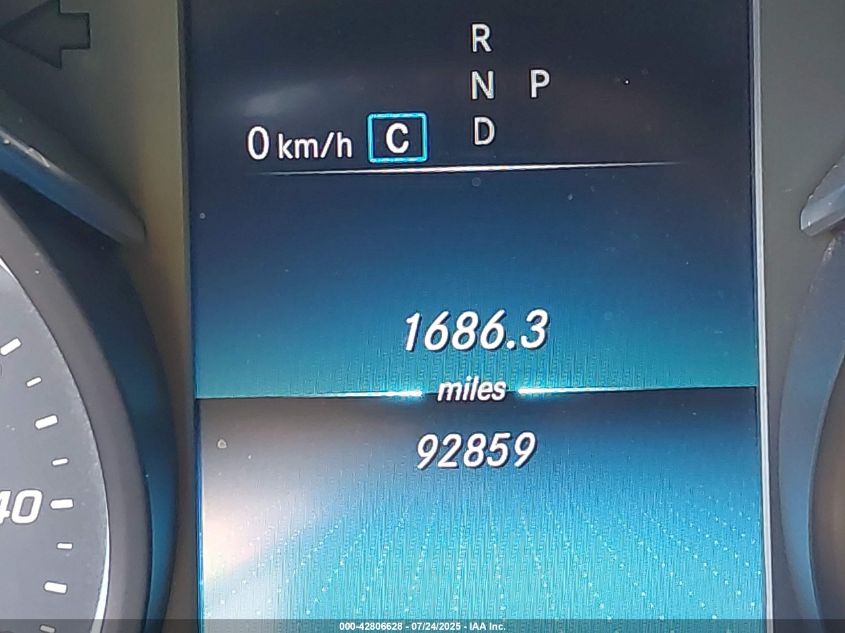 R
N P
D
0 km/h C
1686.3
miles
92859
40
000-42806628 - 07/24/2025 - IAA Inc.